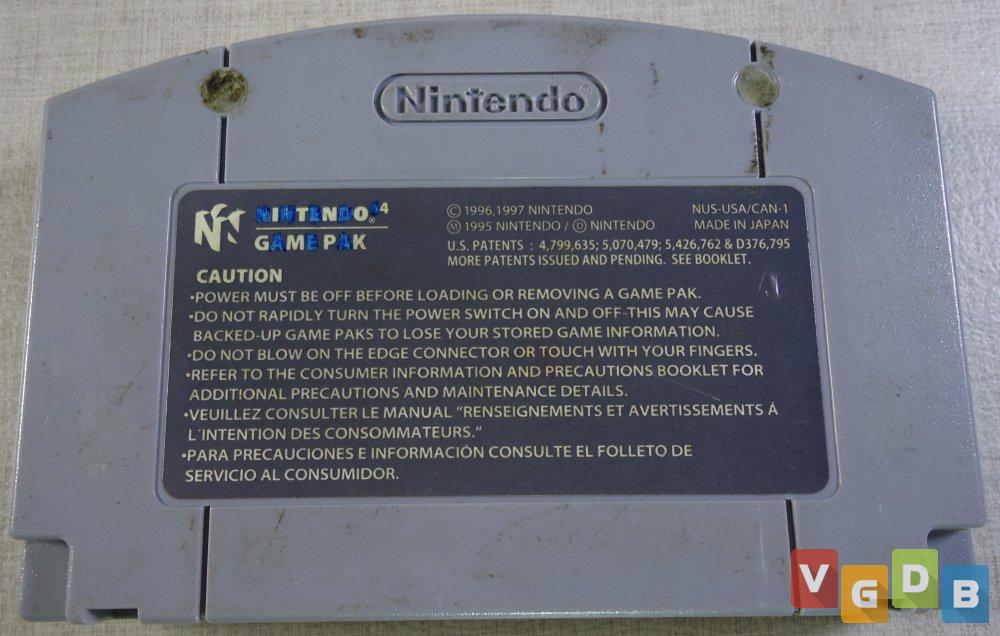 Nintendo®
NINTENDO®64
GAME PAK
© 1996,1997 NINTENDO
Ⓜ 1995 NINTENDO / Ⓓ NINTENDO
NUS-USA/CAN-1
MADE IN JAPAN
U.S. PATENTS : 4,799,635; 5,070,479; 5,426,762 & D376,795
MORE PATENTS ISSUED AND PENDING. SEE BOOKLET.
CAUTION
•POWER MUST BE OFF BEFORE LOADING OR REMOVING A GAME PAK.
•DO NOT RAPIDLY TURN THE POWER SWITCH ON AND OFF-THIS MAY CAUSE
BACKED-UP GAME PAKS TO LOSE YOUR STORED GAME INFORMATION.
•DO NOT BLOW ON THE EDGE CONNECTOR OR TOUCH WITH YOUR FINGERS.
•REFER TO THE CONSUMER INFORMATION AND PRECAUTIONS BOOKLET FOR
ADDITIONAL PRECAUTIONS AND MAINTENANCE DETAILS.
•VEUILLEZ CONSULTER LE MANUAL "RENSEIGNEMENTS ET AVERTISSEMENTS Á
L'INTENTION DES CONSOMMATEURS."
•PARA PRECAUCIONES E INFORMACIÓN CONSULTE EL FOLLETO DE
SERVICIO AL CONSUMIDOR.
VGDB